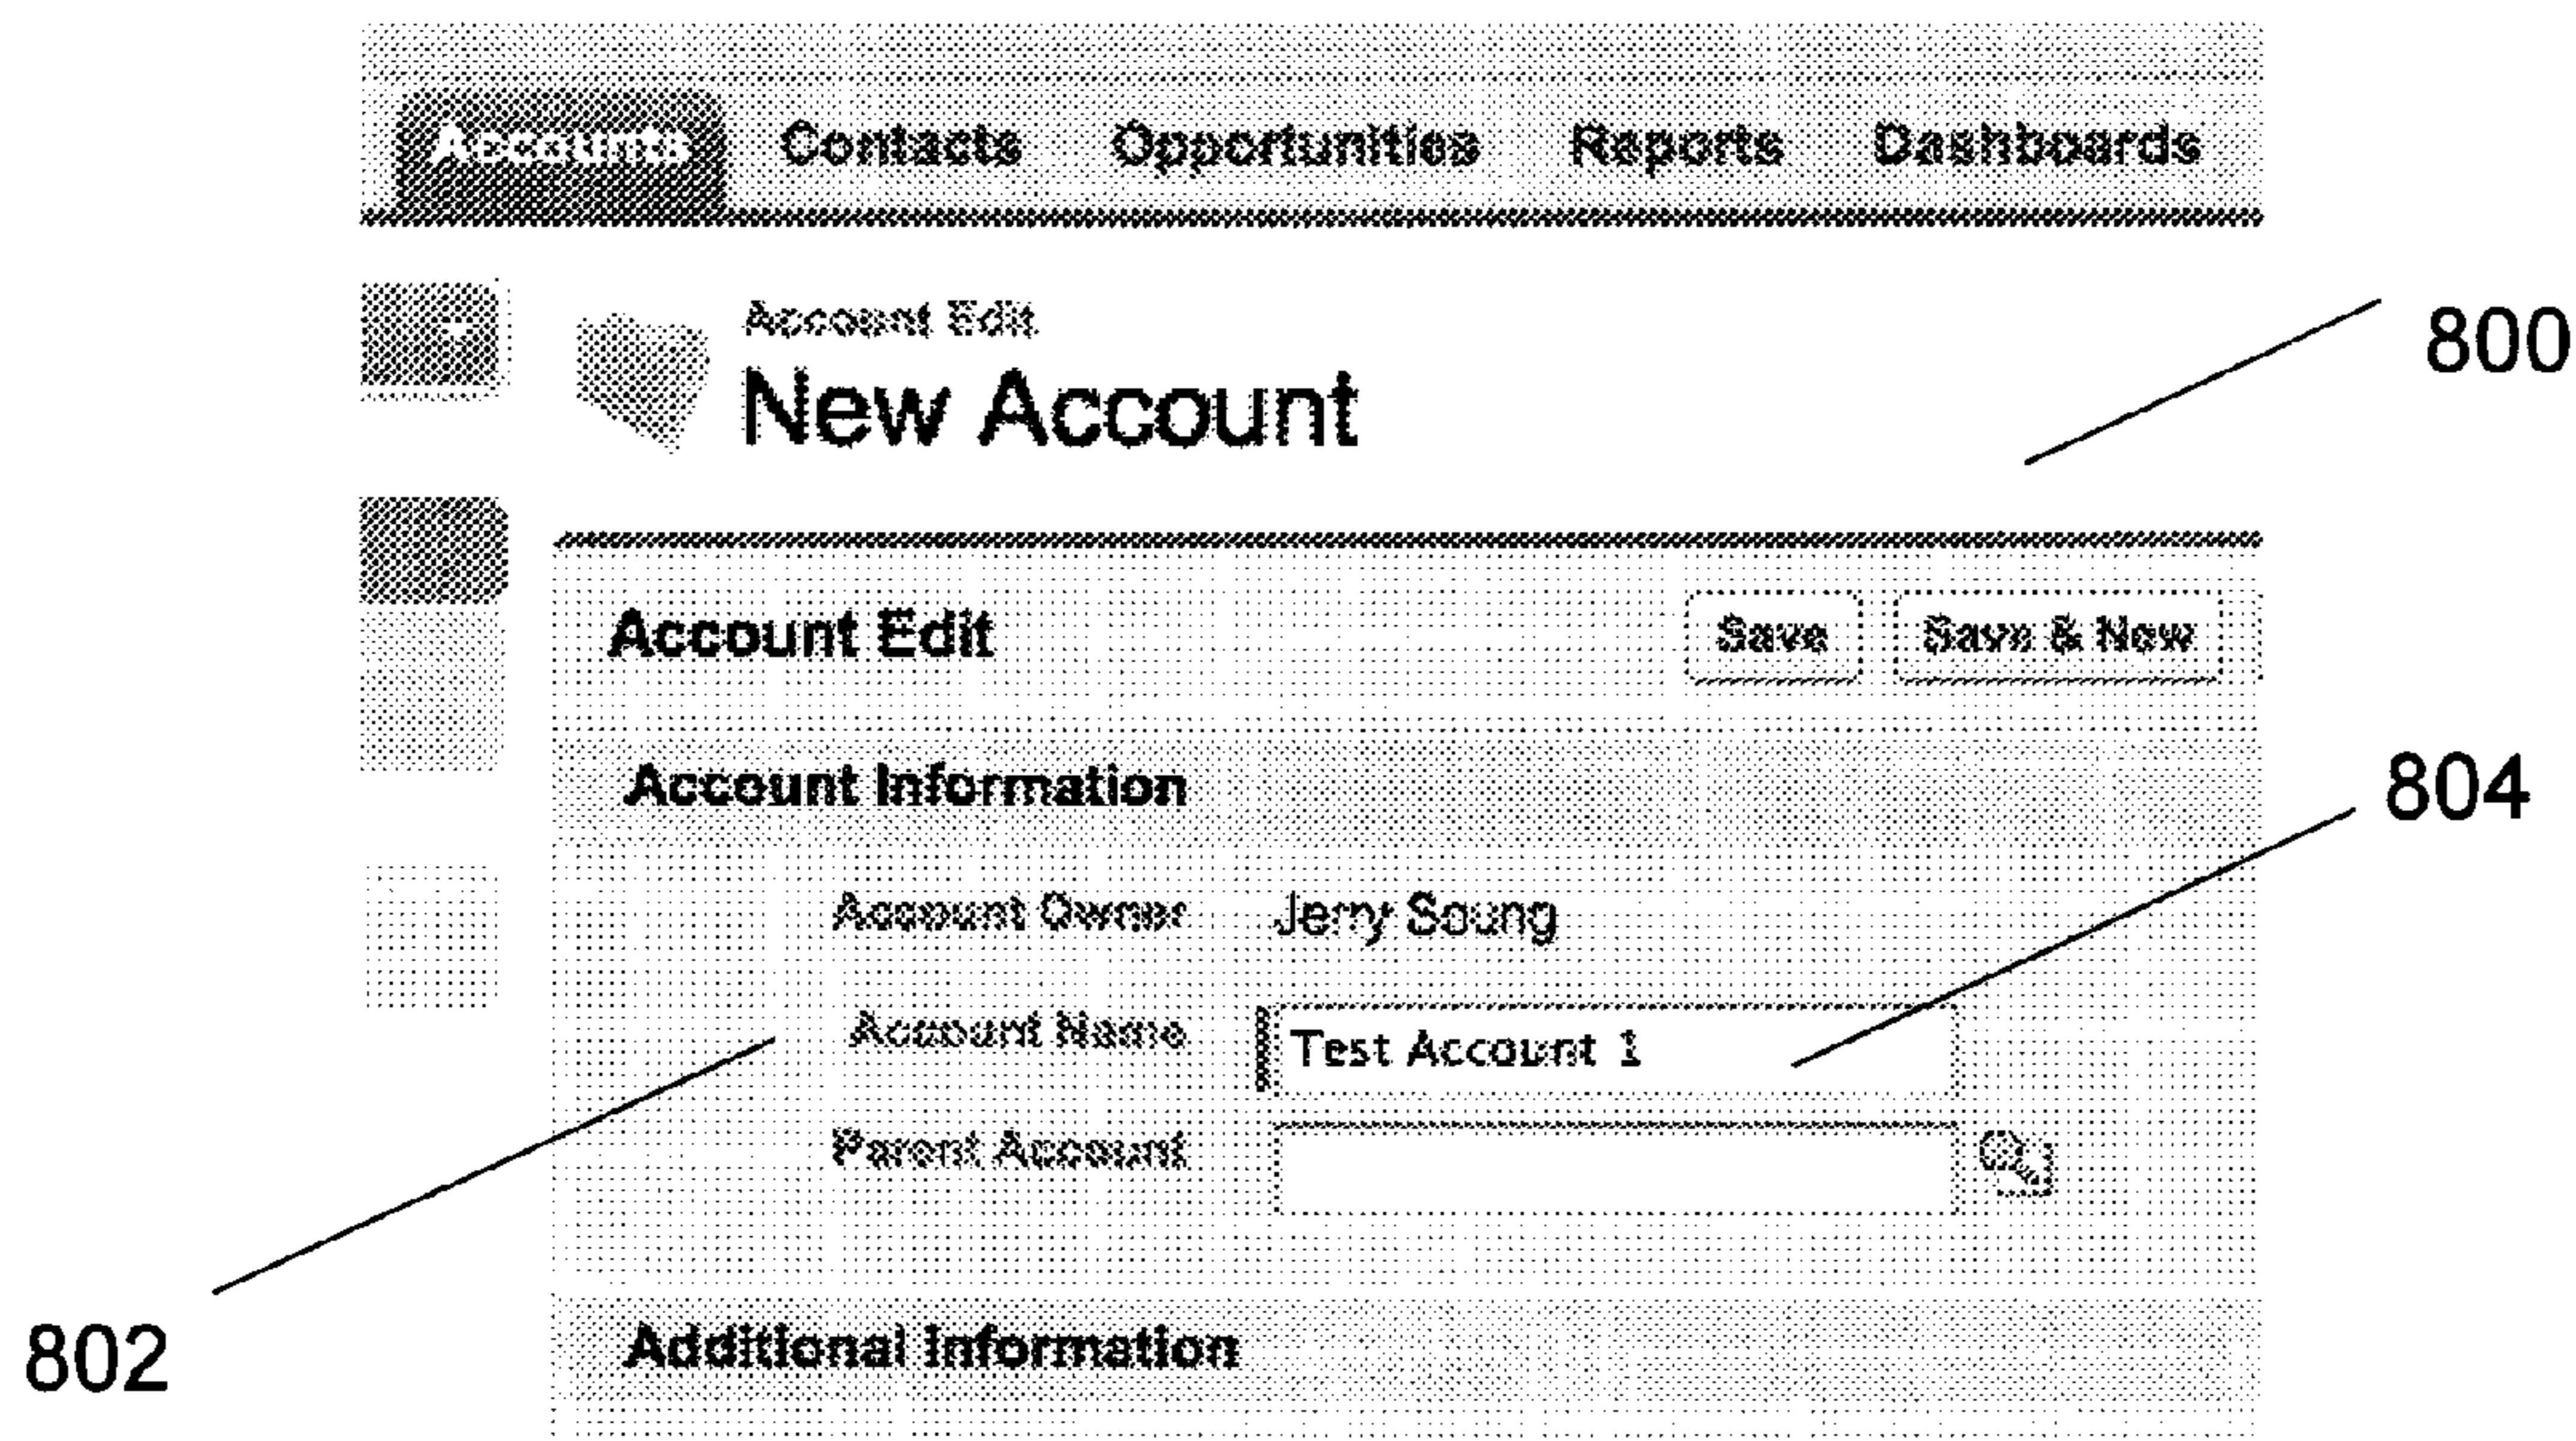 Accounts Contacts Opportunities Reports Dashboards
Account Edit
New Account
800
Account Edit Save Save & New
Account Information
804
Account Owner Jerry Soung
Account Name Test Account 1
Parent Account
802
Additional Information